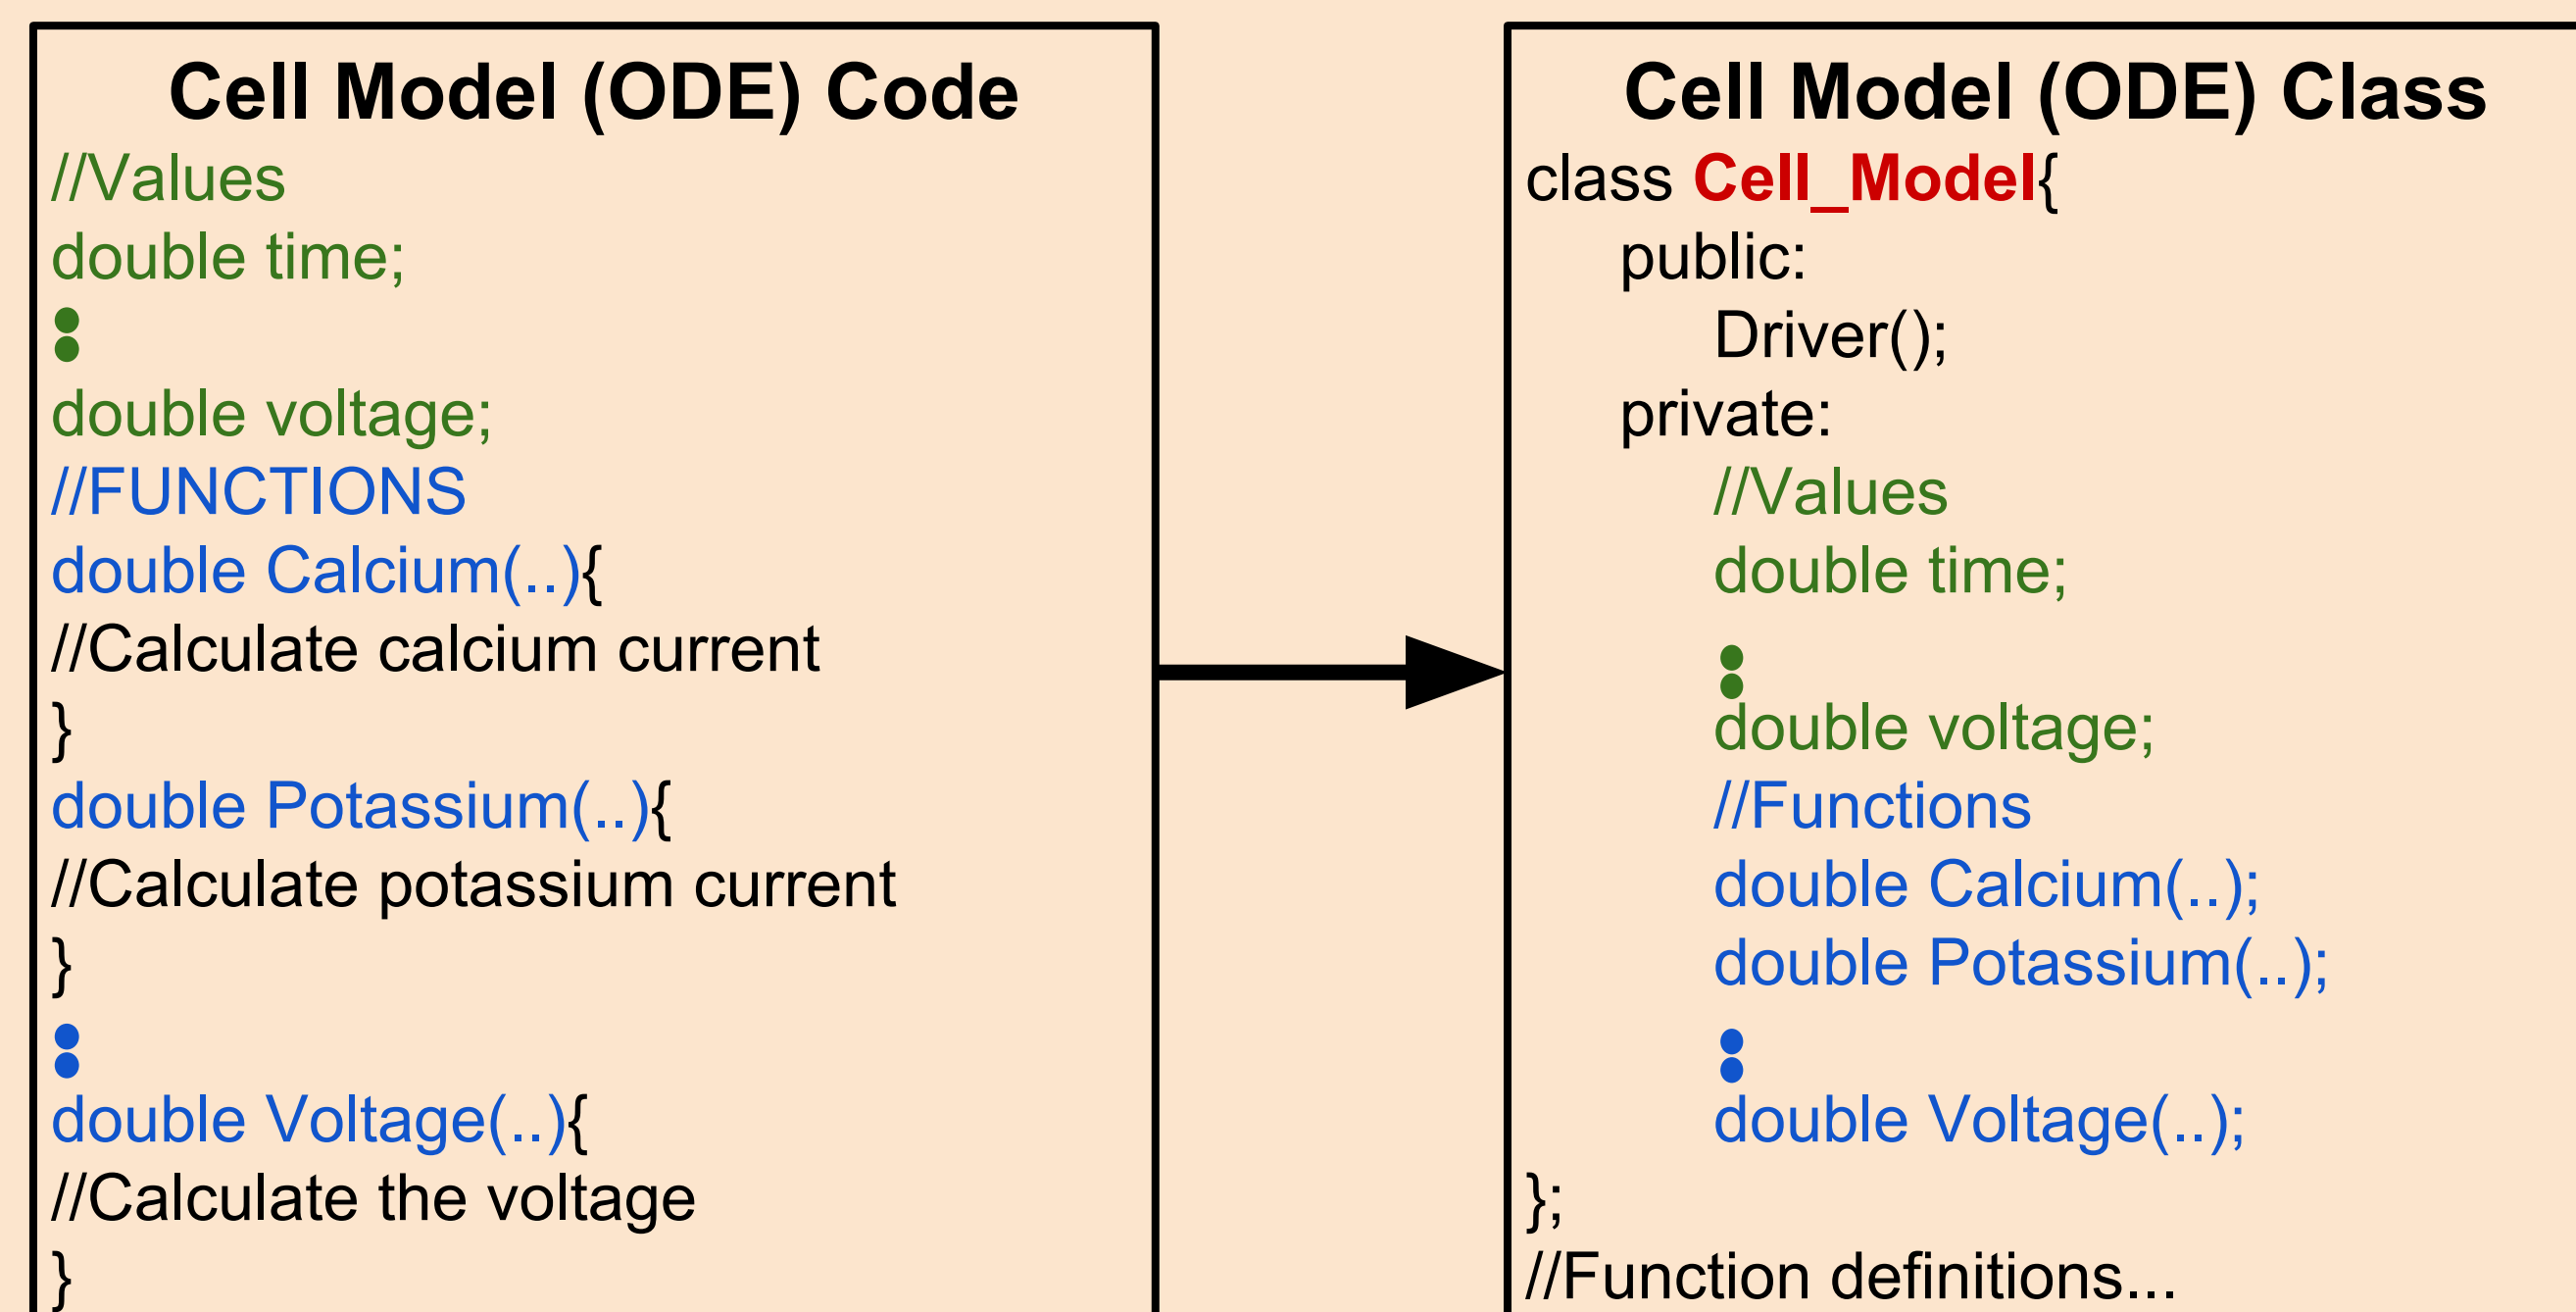 Cell Model (ODE) Code
//Values
double time;
double voltage;
//FUNCTIONS
double Calcium(..){
//Calculate calcium current
}
double Potassium(..){
//Calculate potassium current
}
double Voltage(..){
//Calculate the voltage
}
Cell Model (ODE) Class
class Cell_Model{
public:
Driver();
private:
//Values
double time;
double voltage;
//Functions
double Calcium(..);
double Potassium(..);
double Voltage(..);
};
//Function definitions...